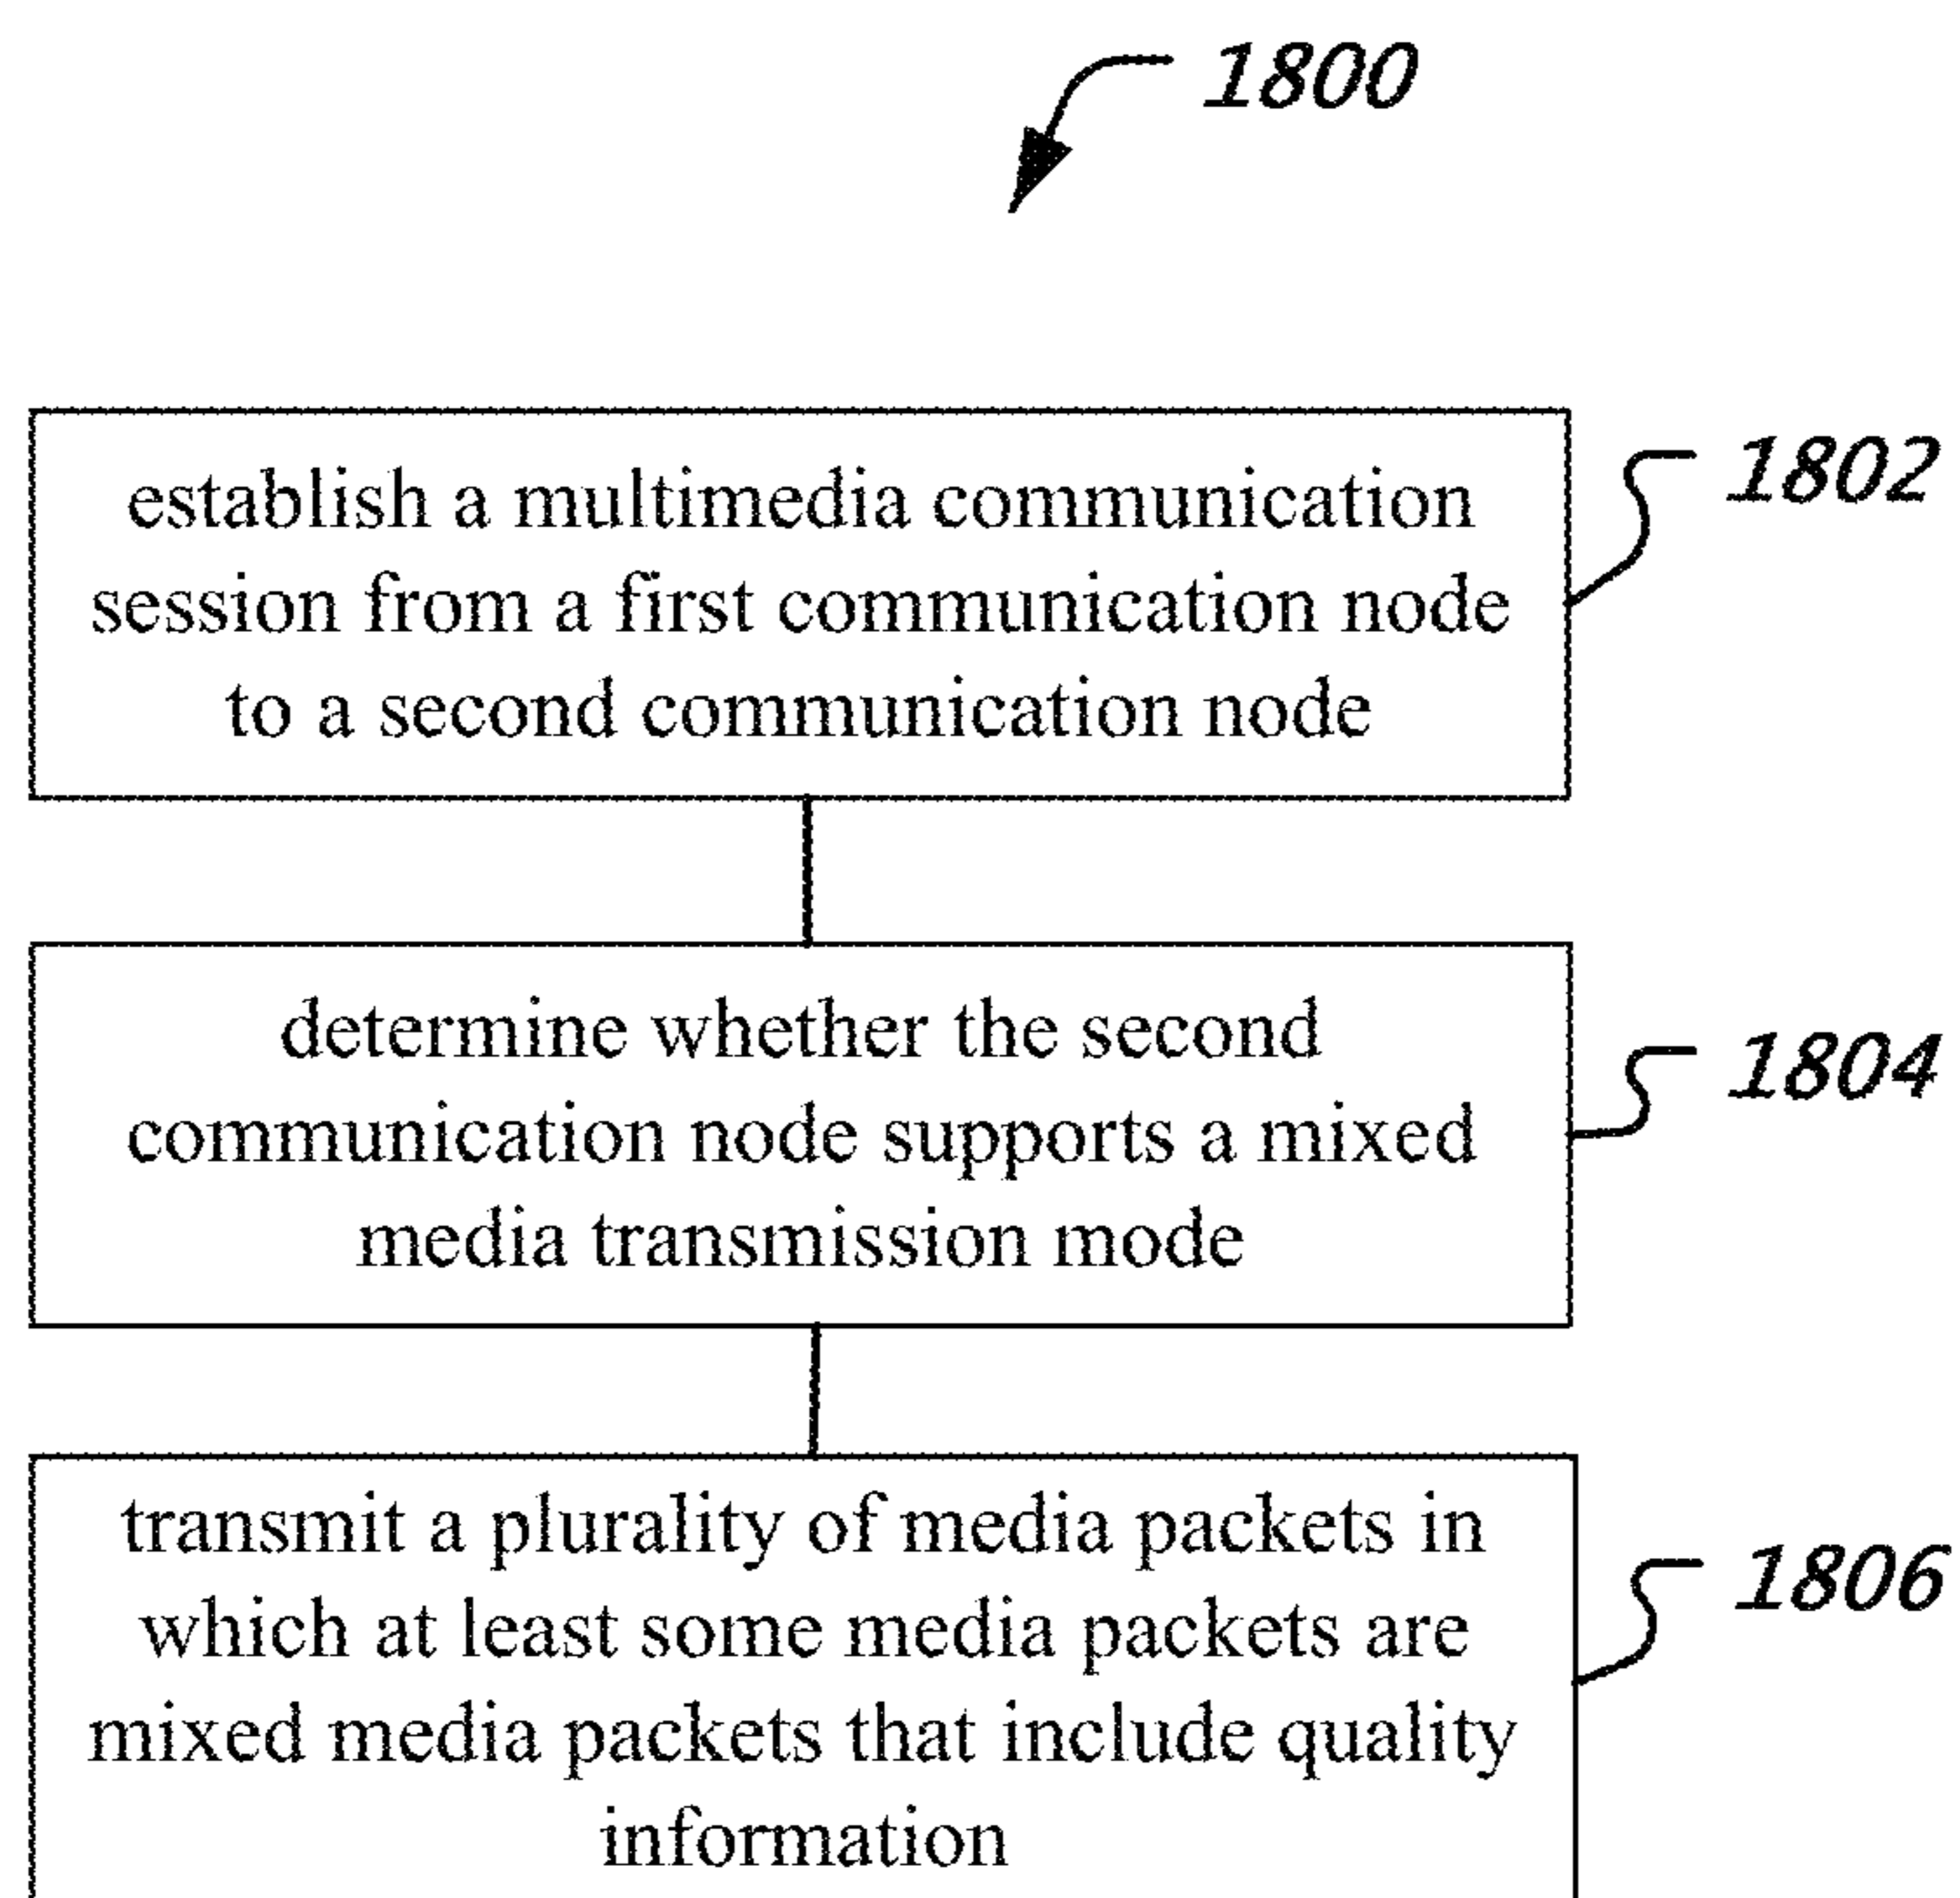 1800
establish a multimedia communication
session from a first communication node
to a second communication node
1802
determine whether the second
communication node supports a mixed
media transmission mode
1804
transmit a plurality of media packets in
which at least some media packets are
mixed media packets that include quality
information
1806